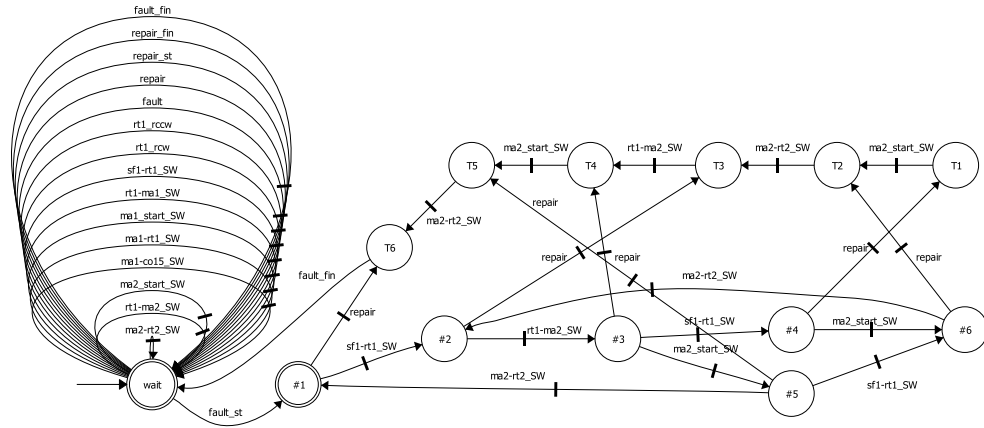 fault_fin
repair_fin
repair_st
repair
fault
rt1_rccw
rt1_rcw
sf1-rt1_SW
rt1-ma1_SW
ma1_start_SW
ma1-rt1_SW
ma1-co15_SW
ma2_start_SW
rt1-ma2_SW
ma2-rt2_SW
wait
fault_st
fault_fin
#1
repair
T6
sf1-rt1_SW
ma2-rt2_SW
T5
ma2_start_SW
T4
rt1-ma2_SW
T3
ma2-rt2_SW
T2
ma2_start_SW
T1
repair
repair
repair
repair
repair
ma2-rt2_SW
#2
rt1-ma2_SW
#3
sf1-rt1_SW
#4
ma2_start_SW
#6
ma2_start_SW
#5
sf1-rt1_SW
ma2-rt2_SW